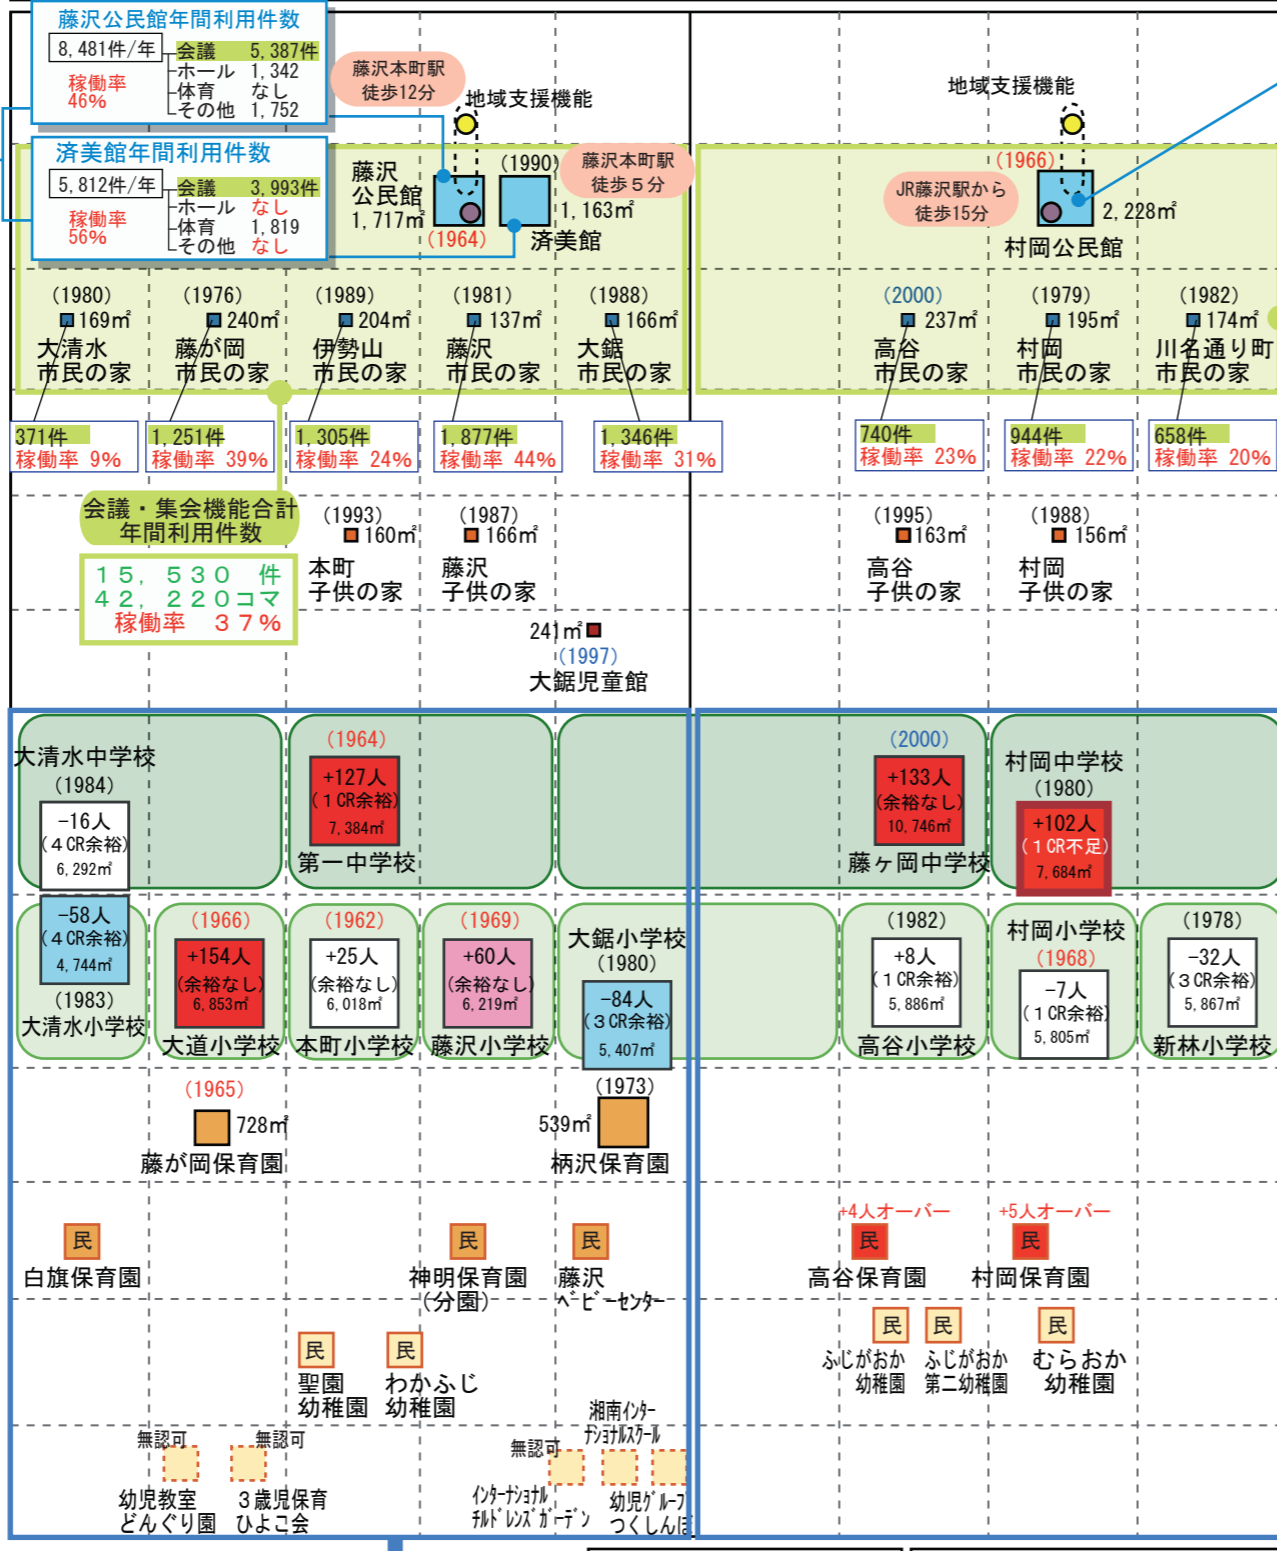 藤沢公民館年間利用件数
8,481件/年
会議 5,387件
ホール 1,342
体育 なし
その他 1,752
稼働率
46%
済美館年間利用件数
5,812件/年
会議 3,993件
ホール なし
体育 1,819
その他 なし
稼働率
56%
藤沢本町駅
徒歩12分
地域支援機能
藤沢
公民館
1,717㎡
(1964)
(1990)
1,163㎡
済美館
藤沢本町駅
徒歩5分
地域支援機能
(1966)
JR藤沢駅から
徒歩15分
2,228㎡
村岡公民館
(1980)
169㎡
大清水
市民の家
(1976)
240㎡
藤が岡
市民の家
(1989)
204㎡
伊勢山
市民の家
(1981)
137㎡
藤沢
市民の家
(1988)
166㎡
大鋸
市民の家
(2000)
237㎡
高谷
市民の家
(1979)
195㎡
村岡
市民の家
(1982)
174㎡
川名通り町
市民の家
371件
稼働率 9%
1,251件
稼働率 39%
1,305件
稼働率 24%
1,877件
稼働率 44%
1,346件
稼働率 31%
740件
稼働率 23%
944件
稼働率 22%
658件
稼働率 20%
会議・集会機能合計
年間利用件数
15,530 件
42,220コマ
稼働率 37%
(1993)
160㎡
本町
子供の家
(1987)
166㎡
藤沢
子供の家
(1995)
163㎡
高谷
子供の家
(1988)
156㎡
村岡
子供の家
241㎡
(1997)
大鋸児童館
大清水中学校
(1984)
-16人
(4CR余裕)
6,292㎡
(1964)
+127人
(1CR余裕)
7,384㎡
第一中学校
(2000)
+133人
(余裕なし)
10,746㎡
藤ヶ岡中学校
村岡中学校
(1980)
+102人
(1CR不足)
7,684㎡
-58人
(4CR余裕)
4,744㎡
(1983)
大清水小学校
(1966)
+154人
(余裕なし)
6,853㎡
大道小学校
(1962)
+25人
(余裕なし)
6,018㎡
本町小学校
(1969)
+60人
(余裕なし)
6,219㎡
藤沢小学校
大鋸小学校
(1980)
-84人
(3CR余裕)
5,407㎡
(1982)
+8人
(1CR余裕)
5,886㎡
高谷小学校
村岡小学校
(1968)
-7人
(1CR余裕)
5,805㎡
(1978)
-32人
(3CR余裕)
5,867㎡
新林小学校
(1965)
728㎡
藤が岡保育園
(1973)
539㎡
柄沢保育園
民
白旗保育園
民
神明保育園
(分園)
民
藤沢
ベビーセンター
+4人オーバー
民
高谷保育園
+5人オーバー
民
村岡保育園
民
聖園
幼稚園
民
わかふじ
幼稚園
民
ふじがおか
幼稚園
民
ふじがおか
第二幼稚園
民
むらおか
幼稚園
無認可
幼児教室
どんぐり園
無認可
3歳児保育
ひよこ会
無認可
インターナショナル
チルドレンズガーデン
湘南インター
ナショナルスクール
幼児グループ
つくしんぼ